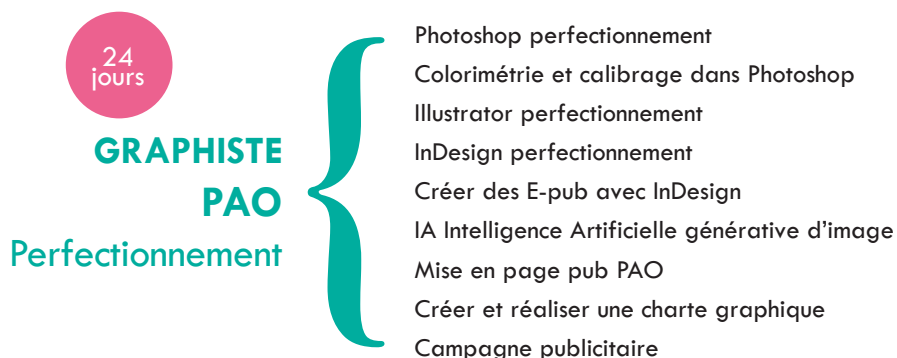 24
jours
GRAPHISTE
PAO
Perfectionnement
Photoshop perfectionnement
Colorimétrie et calibrage dans Photoshop
Illustrator perfectionnement
InDesign perfectionnement
Créer des E-pub avec InDesign
IA Intelligence Artificielle générative d’image
Mise en page pub PAO
Créer et réaliser une charte graphique
Campagne publicitaire